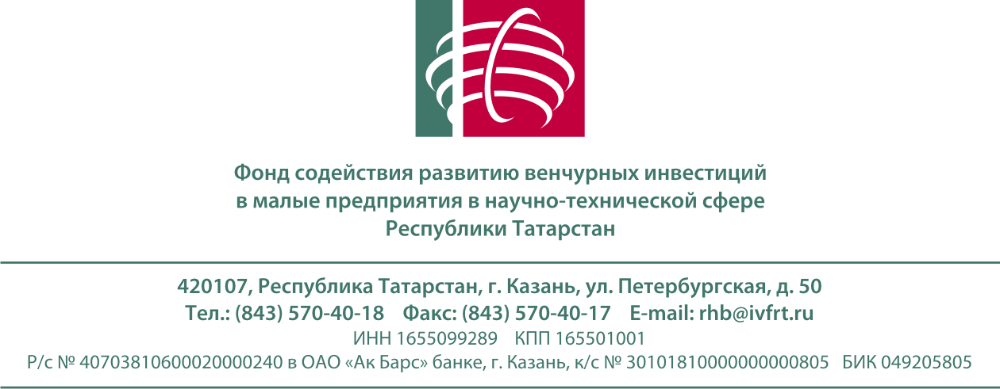 Фонд содействия развитию венчурных инвестиций
в малые предприятия в научно-технической сфере
Республики Татарстан
420107, Республика Татарстан, г. Казань, ул. Петербургская, д. 50
Тел.: (843) 570-40-18 Факс: (843) 570-40-17 E-mail: rhb@ivfrt.ru
ИНН 1655099289 КПП 165501001
Р/с № 40703810600020000240 в ОАО «Ак Барс» банке, г. Казань, к/с № 30101810000000000805 БИК 049205805